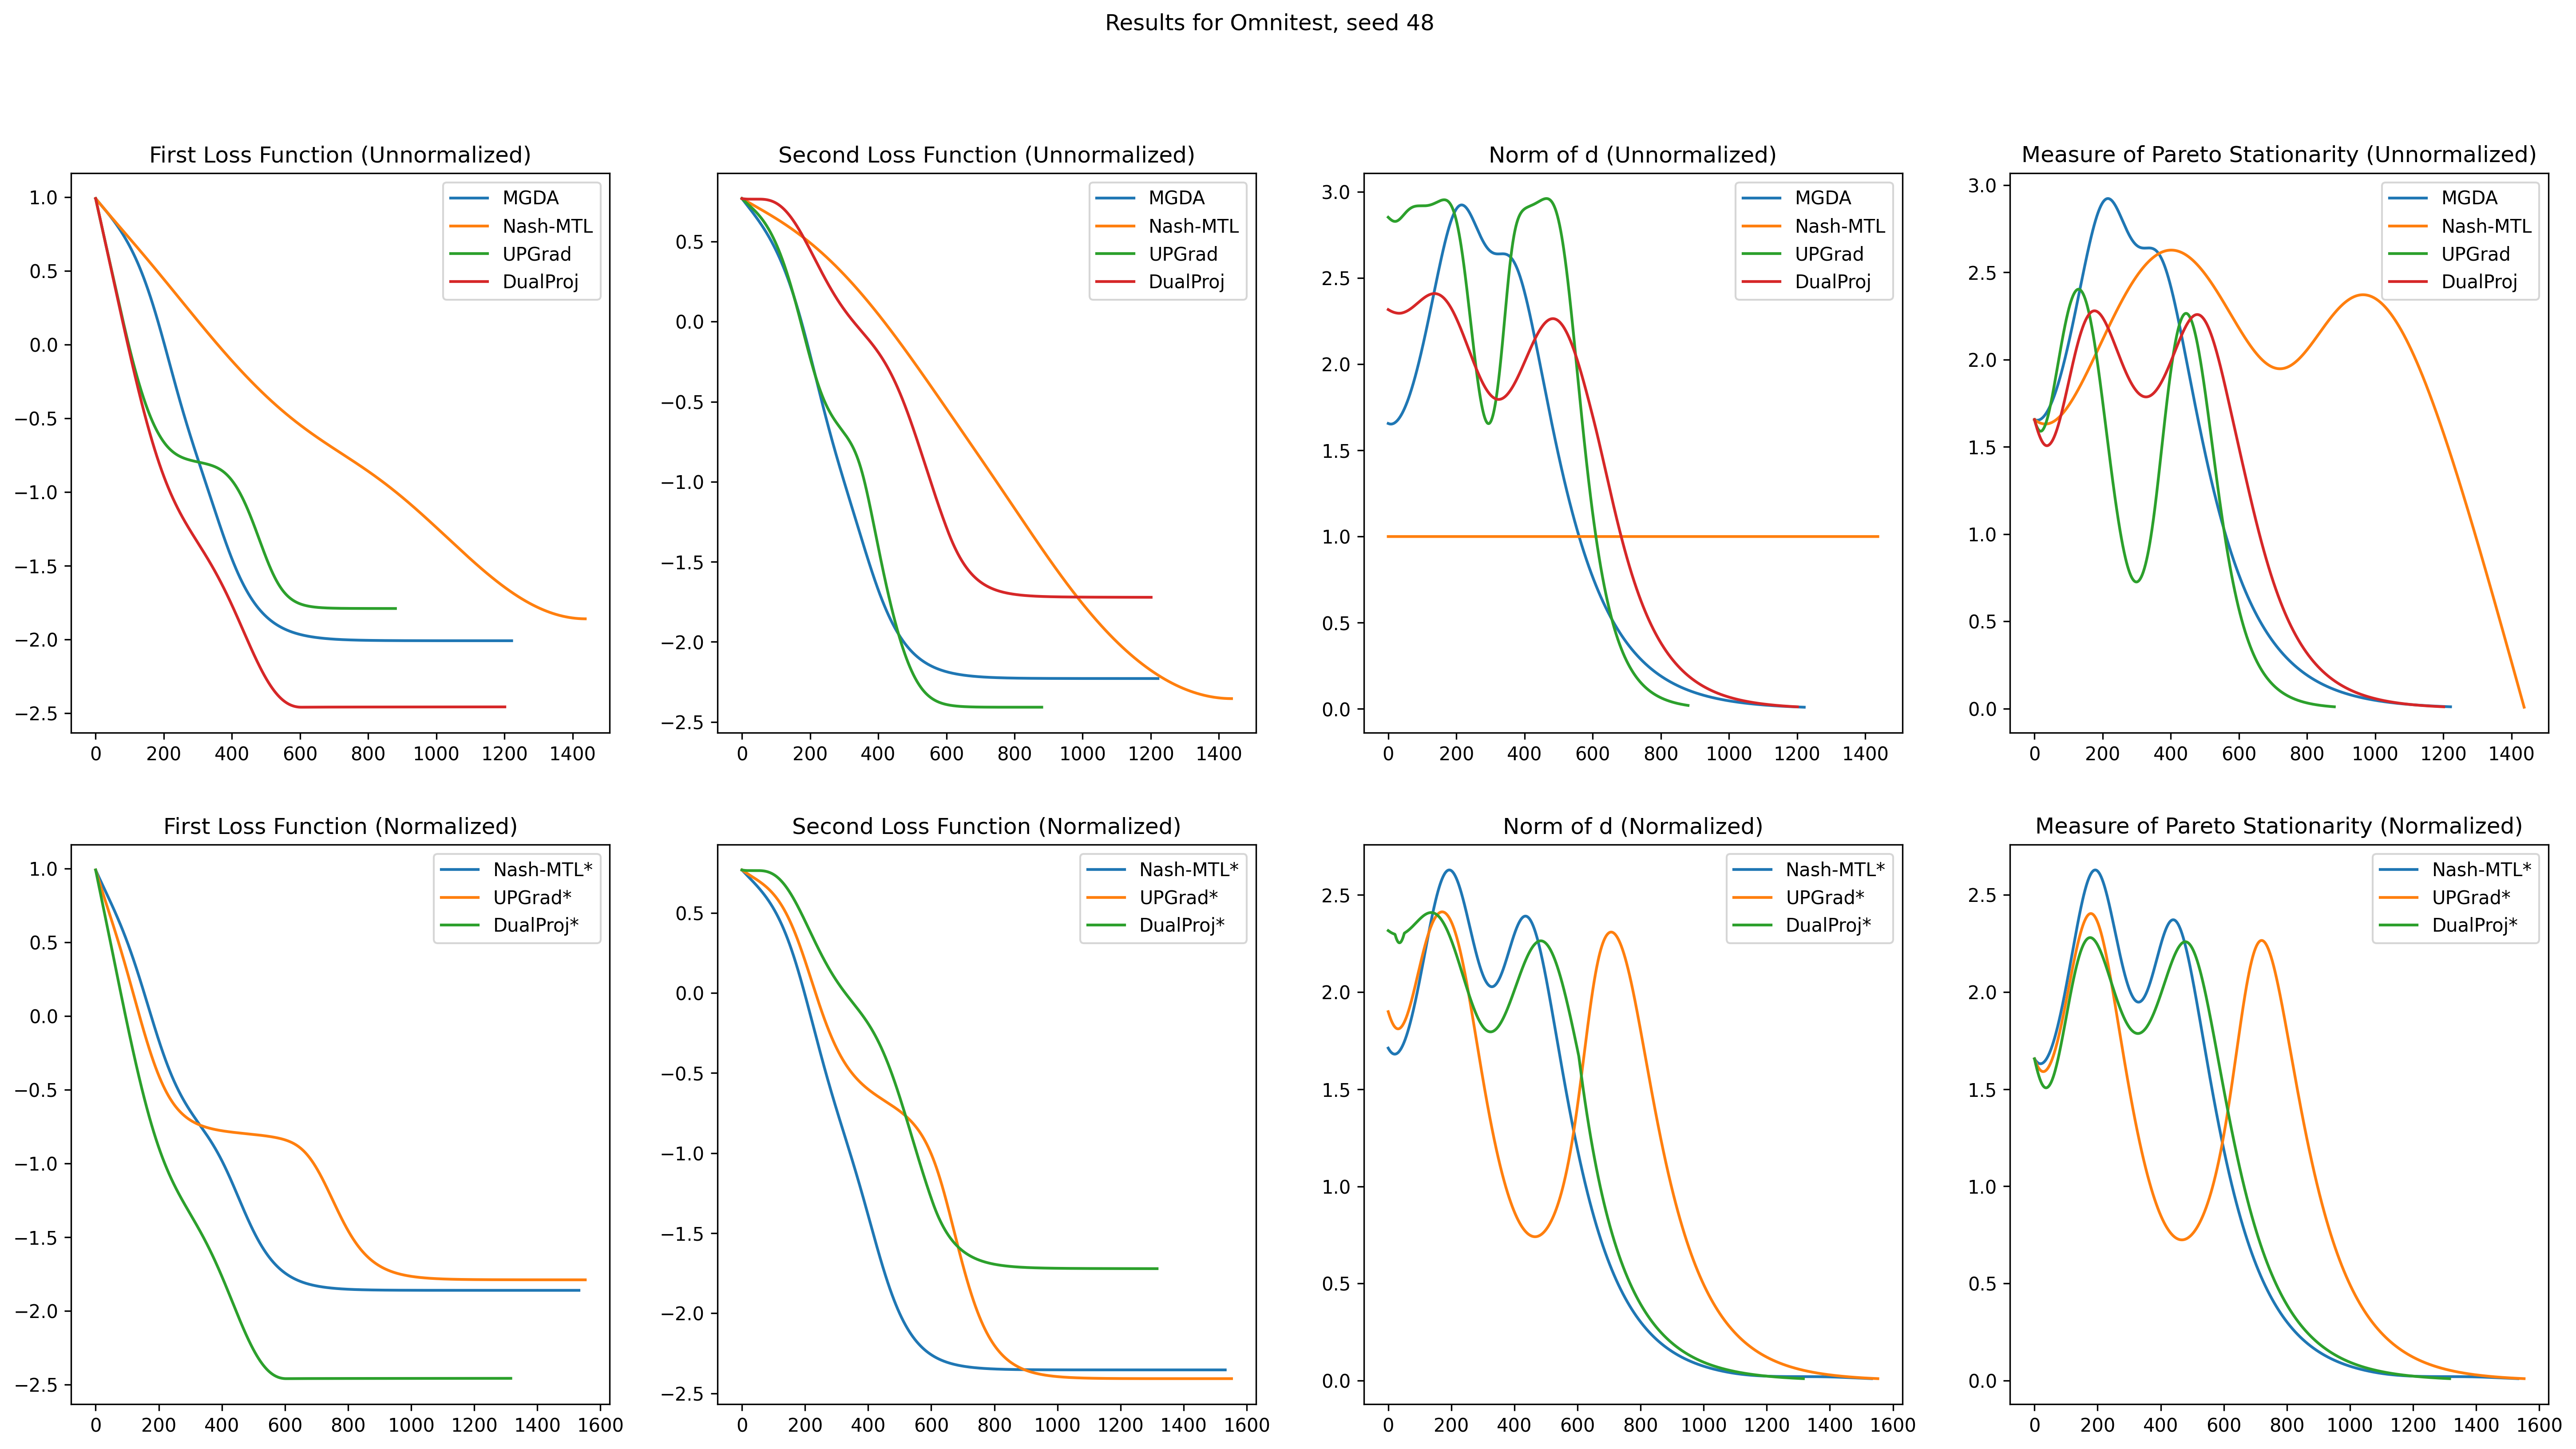 Results for Omnitest, seed 48
First Loss Function (Unnormalized)
1.0
0.5
0.0
−0.5
−1.0
−1.5
−2.0
−2.5
0 200 400 600 800 1000 1200 1400
MGDA
Nash-MTL
UPGrad
DualProj
Second Loss Function (Unnormalized)
0.5
0.0
−0.5
−1.0
−1.5
−2.0
−2.5
0 200 400 600 800 1000 1200 1400
MGDA
Nash-MTL
UPGrad
DualProj
Norm of d (Unnormalized)
3.0
2.5
2.0
1.5
1.0
0.5
0.0
0 200 400 600 800 1000 1200 1400
MGDA
Nash-MTL
UPGrad
DualProj
Measure of Pareto Stationarity (Unnormalized)
3.0
2.5
2.0
1.5
1.0
0.5
0.0
0 200 400 600 800 1000 1200 1400
MGDA
Nash-MTL
UPGrad
DualProj
First Loss Function (Normalized)
1.0
0.5
0.0
−0.5
−1.0
−1.5
−2.0
−2.5
0 200 400 600 800 1000 1200 1400 1600
Nash-MTL*
UPGrad*
DualProj*
Second Loss Function (Normalized)
0.5
0.0
−0.5
−1.0
−1.5
−2.0
−2.5
0 200 400 600 800 1000 1200 1400 1600
Nash-MTL*
UPGrad*
DualProj*
Norm of d (Normalized)
2.5
2.0
1.5
1.0
0.5
0.0
0 200 400 600 800 1000 1200 1400 1600
Nash-MTL*
UPGrad*
DualProj*
Measure of Pareto Stationarity (Normalized)
2.5
2.0
1.5
1.0
0.5
0.0
0 200 400 600 800 1000 1200 1400 1600
Nash-MTL*
UPGrad*
DualProj*